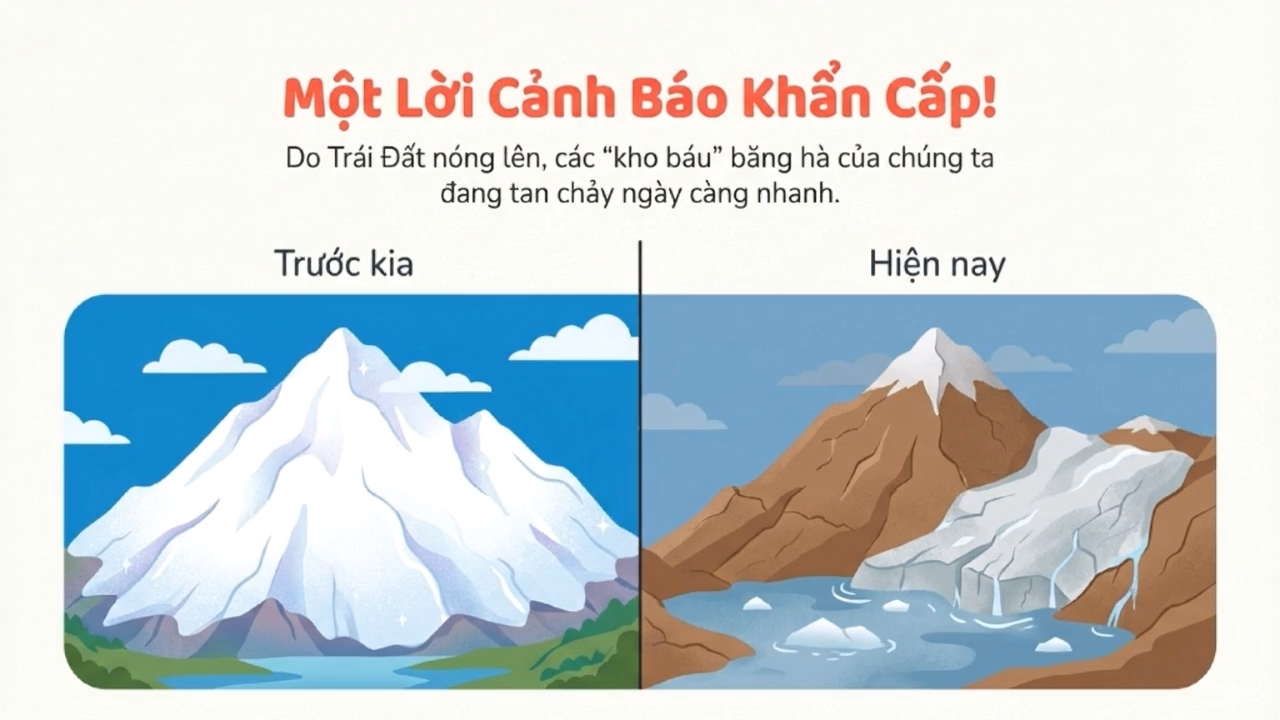 Một Lời Cảnh Báo Khẩn Cấp!
Do Trái Đất nóng lên, các “kho báu” băng hà của chúng ta
đang tan chảy ngày càng nhanh.
Trước kia
Hiện nay